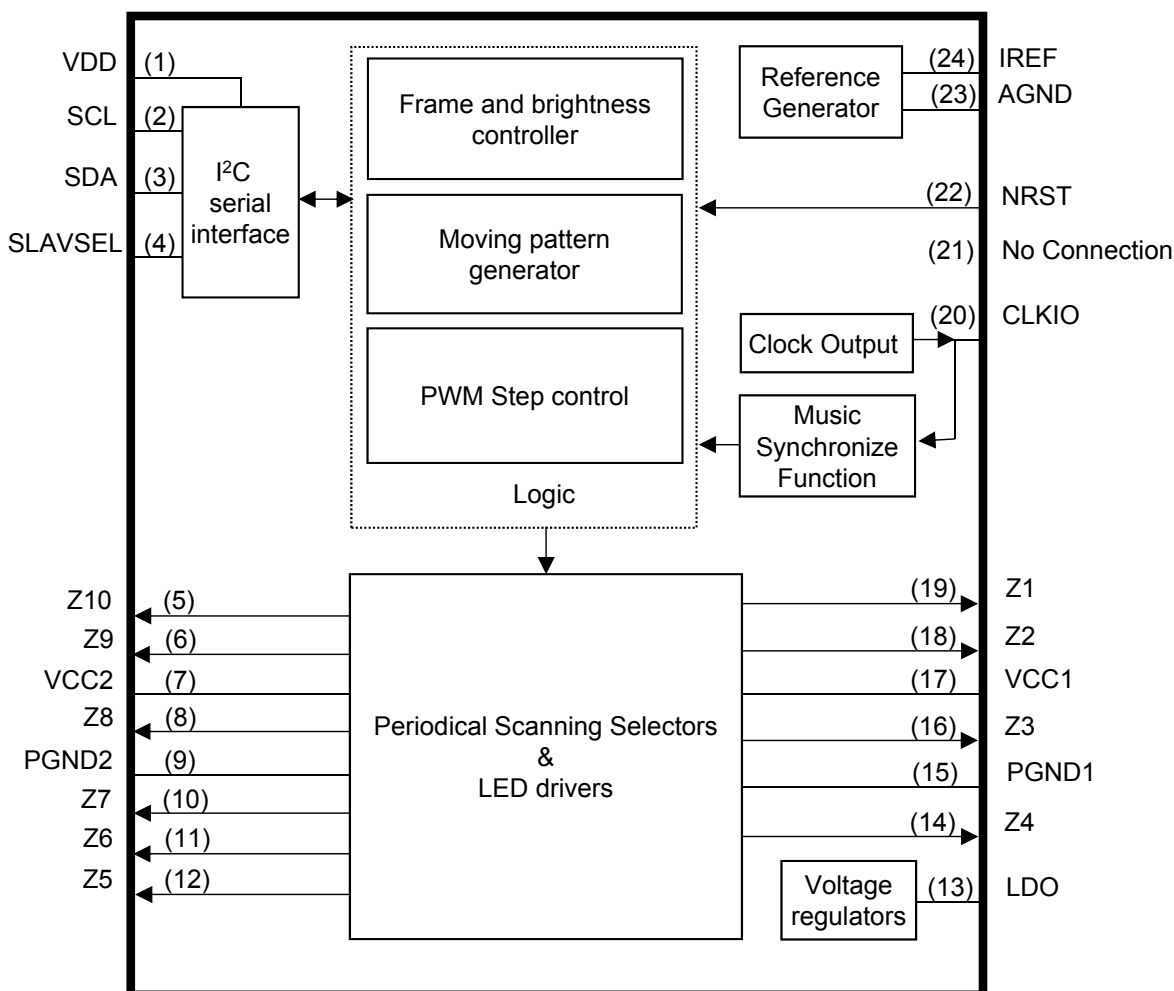 VDD (1)
SCL (2)
SDA (3)
SLAVSEL (4)
I²C
serial
interface
Frame and brightness
controller
Moving pattern
generator
PWM Step control
Logic
Reference
Generator
(24) IREF
(23) AGND
(22) NRST
(21) No Connection
(20) CLKIO
Clock Output
Music
Synchronize
Function
Z10 (5)
Z9 (6)
VCC2 (7)
Z8 (8)
PGND2 (9)
Z7 (10)
Z6 (11)
Z5 (12)
Periodical Scanning Selectors
&
LED drivers
(19) Z1
(18) Z2
(17) VCC1
(16) Z3
(15) PGND1
(14) Z4
Voltage
regulators
(13) LDO